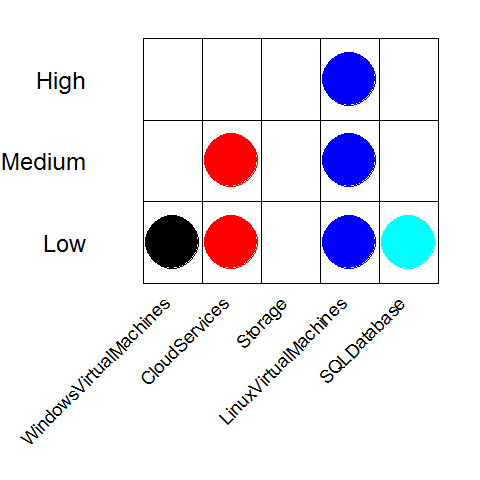 High
Medium
Low
WindowsVirtualMachines
CloudServices
Storage
LinuxVirtualMachines
SQLDatabase